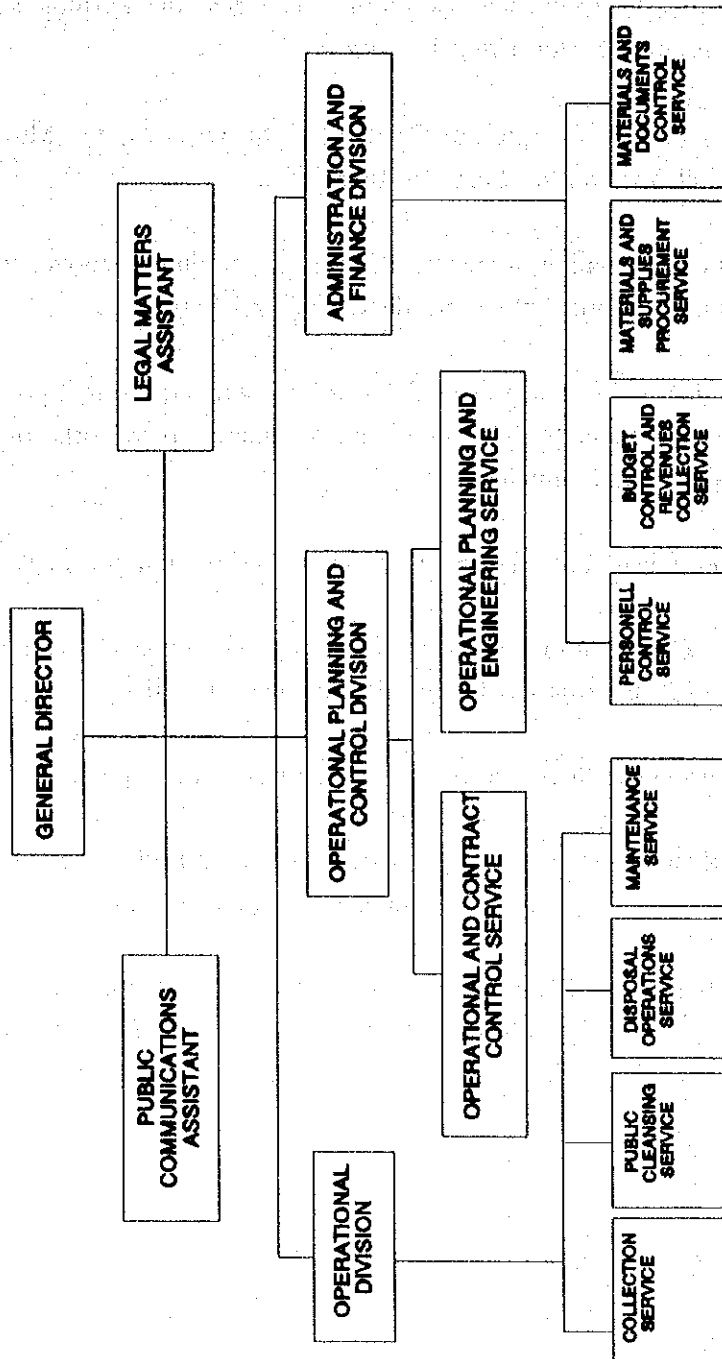 GENERAL DIRECTOR
PUBLIC
COMMUNICATIONS
ASSISTANT
LEGAL MATTERS
ASSISTANT
OPERATIONAL
DIVISION
OPERATIONAL PLANNING AND
CONTROL DIVISION
ADMINISTRATION AND
FINANCE DIVISION
OPERATIONAL AND CONTRACT
CONTROL SERVICE
OPERATIONAL PLANNING AND
ENGINEERING SERVICE
COLLECTION
SERVICE
PUBLIC
CLEANSING
SERVICE
DISPOSAL
OPERATIONS
SERVICE
MAINTENANCE
SERVICE
PERSONELL
CONTROL
SERVICE
BUDGET
CONTROL AND
REVENUES
COLLECTION
SERVICE
MATERIALS AND
SUPPLIES
PROCUREMENT
SERVICE
MATERIALS AND
DOCUMENTS
CONTROL
SERVICE